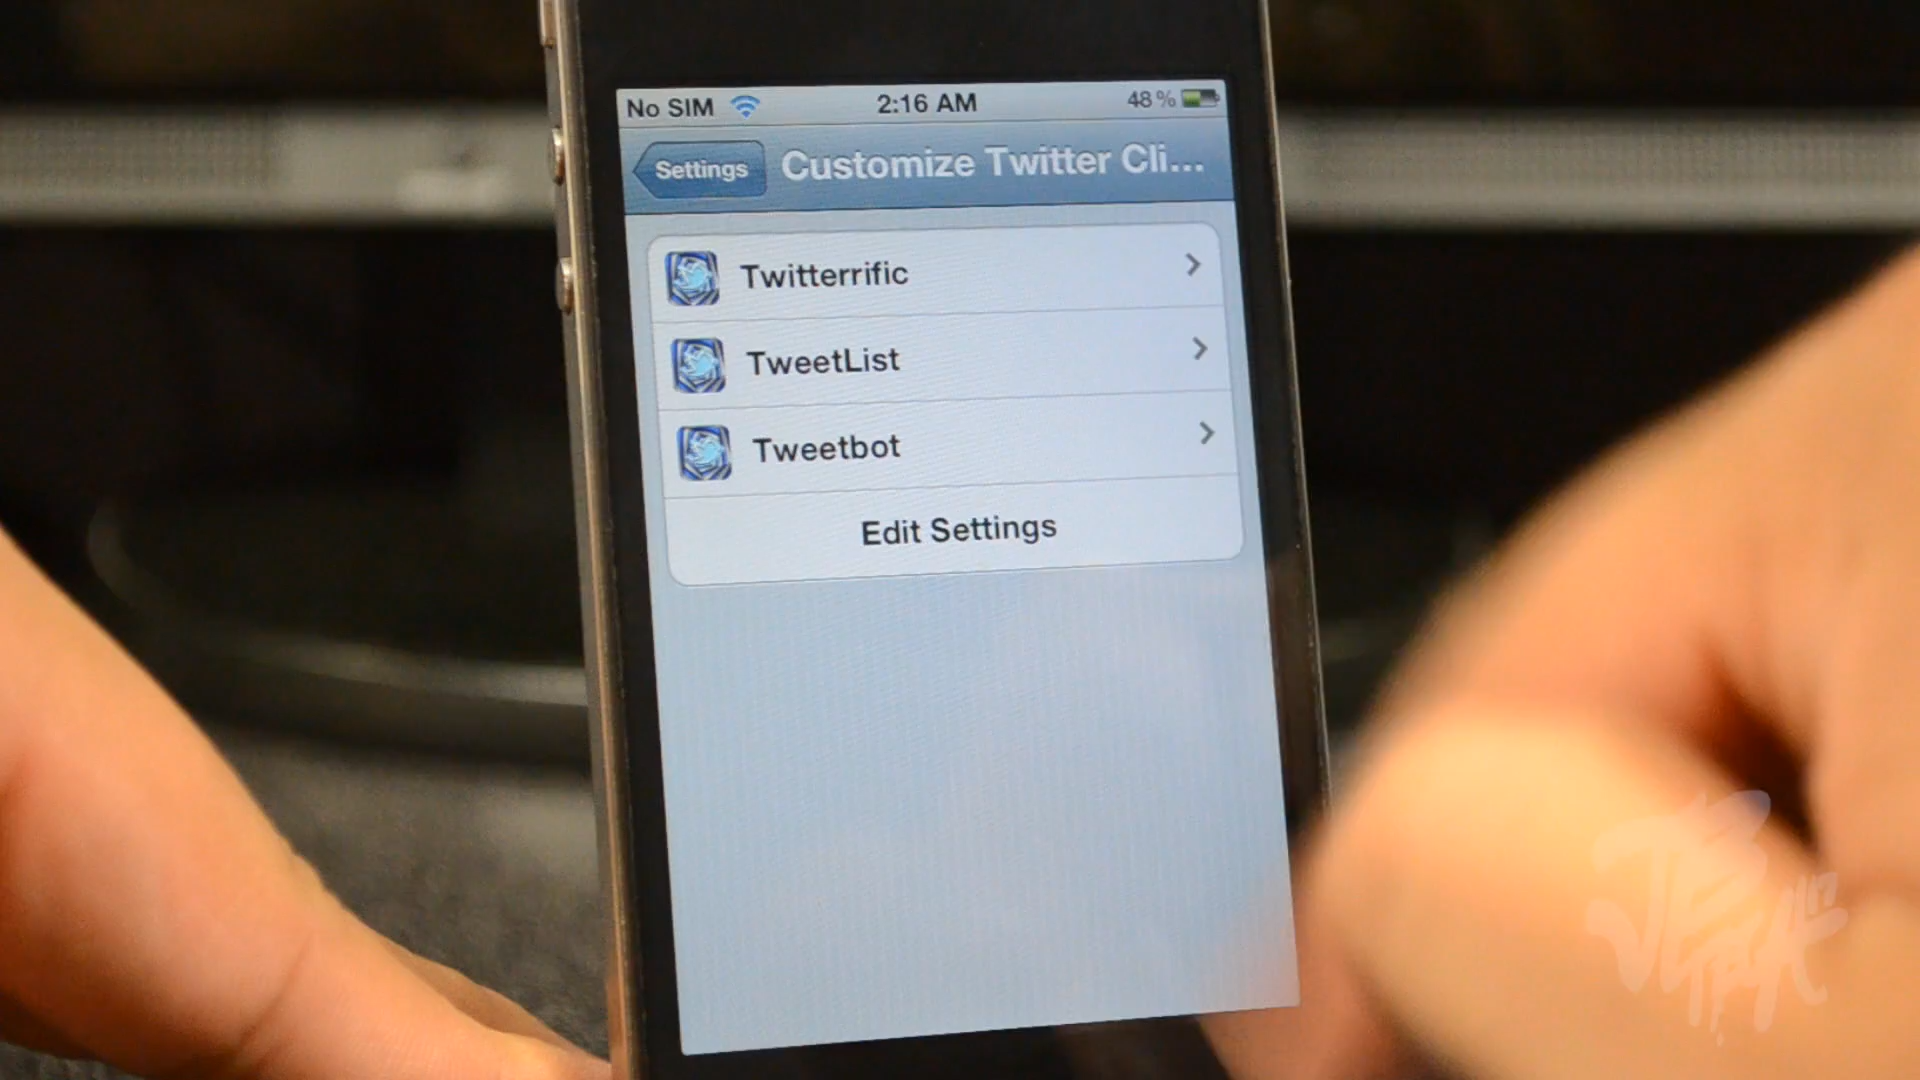 No SIM 2:16 AM 48%
Settings Customize Twitter Cli...
Twitterrific
TweetList
Tweetbot
Edit Settings